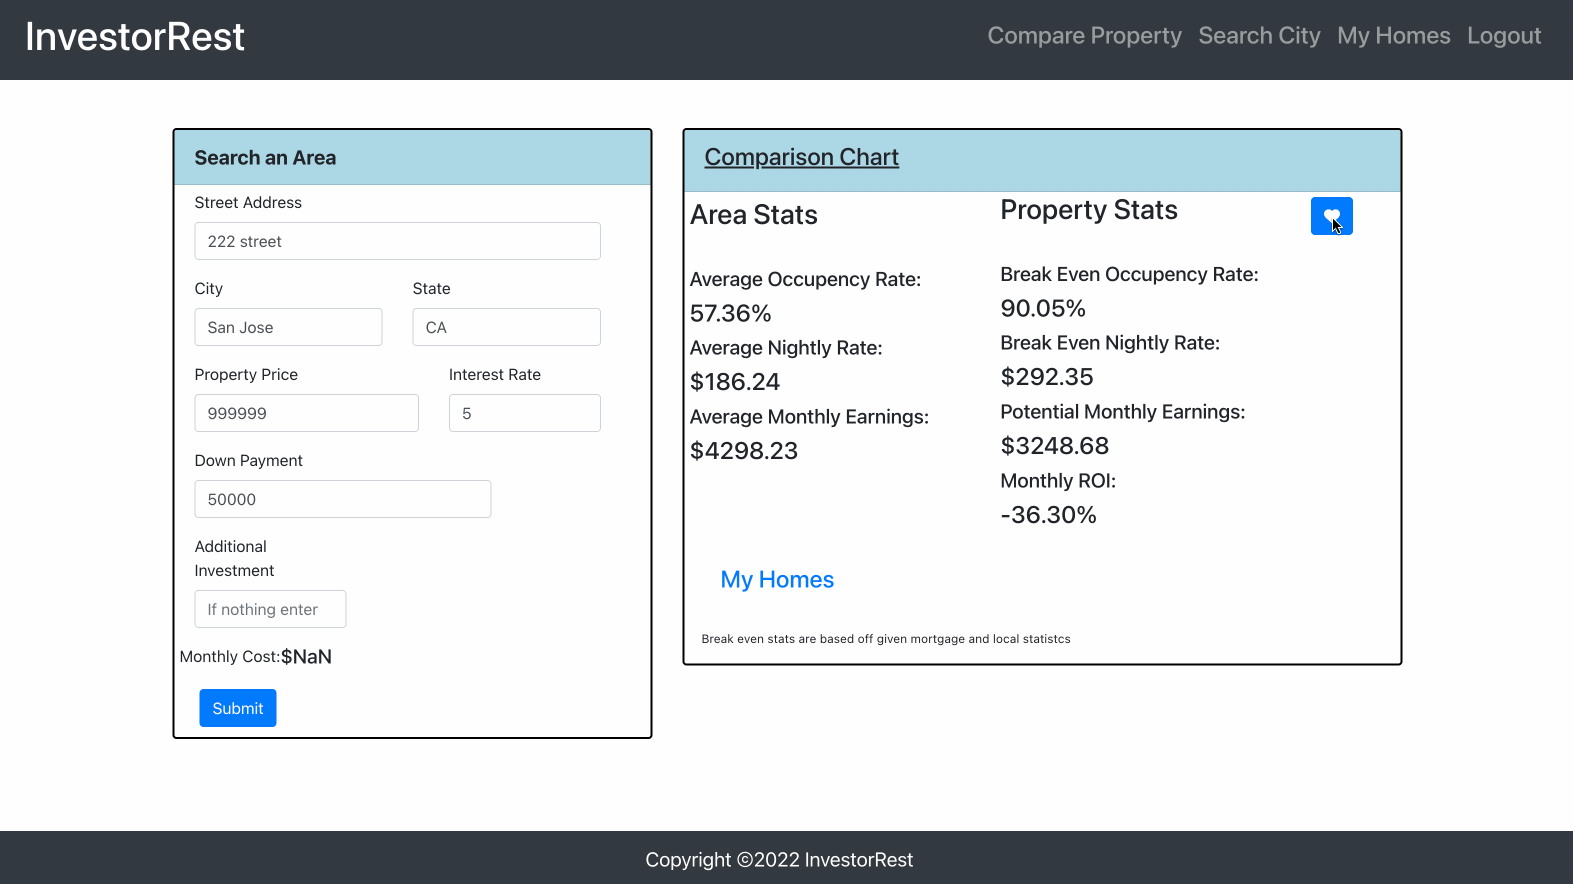 InvestorRest
Compare Property Search City My Homes Logout
Search an Area
Street Address
222 street
City State
San Jose CA
Property Price Interest Rate
999999 5
Down Payment
50000
Additional
Investment
If nothing enter
Monthly Cost:$NaN
Submit
Comparison Chart
Area Stats
Average Occupency Rate:
57.36%
Average Nightly Rate:
$186.24
Average Monthly Earnings:
$4298.23
Property Stats
Break Even Occupency Rate:
90.05%
Break Even Nightly Rate:
$292.35
Potential Monthly Earnings:
$3248.68
Monthly ROI:
-36.30%
My Homes
Break even stats are based off given mortgage and local statistcs
Copyright ©2022 InvestorRest